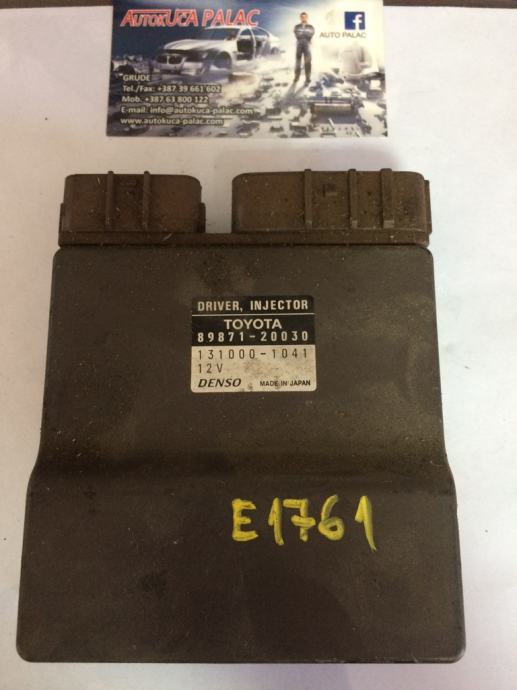 AUTOKUCA PALAC
f
AUTO PALAC
GRUDE
Tel./Fax: +387 39 661 602
Mob. +387 63 800 122
E-mail: info@autokuca-palac.com
www.autokuca-palac.com
DRIVER, INJECTOR
TOYOTA
89871-20030
131000-1041
12V
DENSO MADE IN JAPAN
E1761